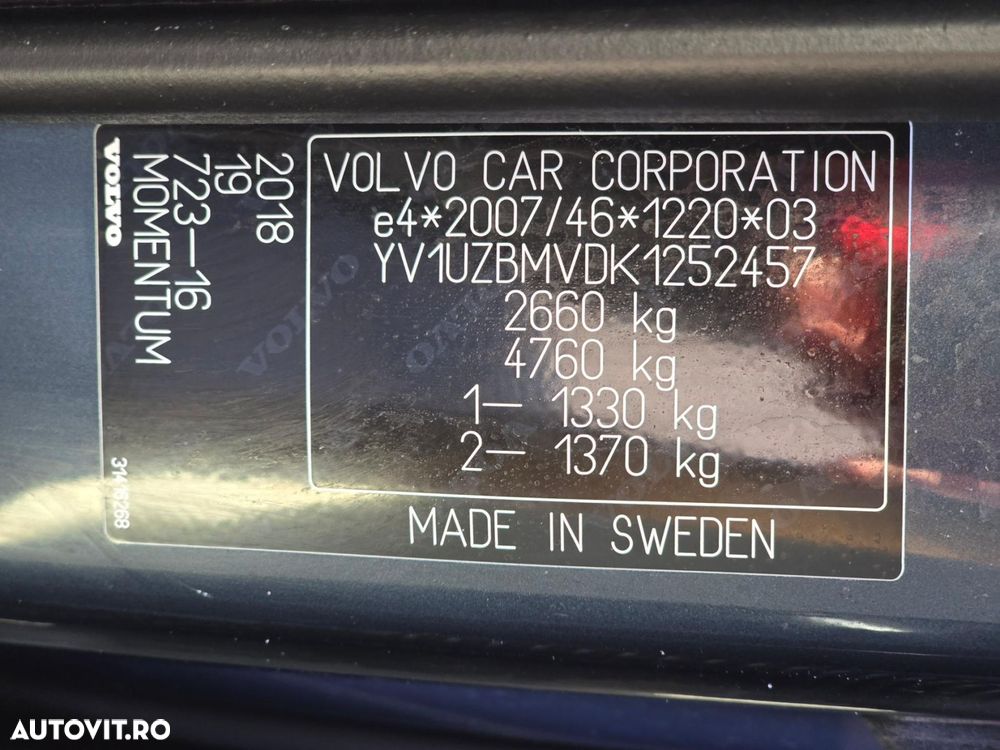 VOLVO
MOMENTUM
723-16
19
2018
VOLVO CAR CORPORATION
e4*2007/46*1220*03
YV1UZBMVDK1252457
2660 kg
4760 kg
1- 1330 kg
2- 1370 kg
MADE IN SWEDEN
AUTOVIT.RO